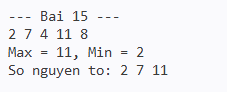 --- Bai 15 ---
2 7 4 11 8
Max = 11, Min = 2
So nguyen to: 2 7 11